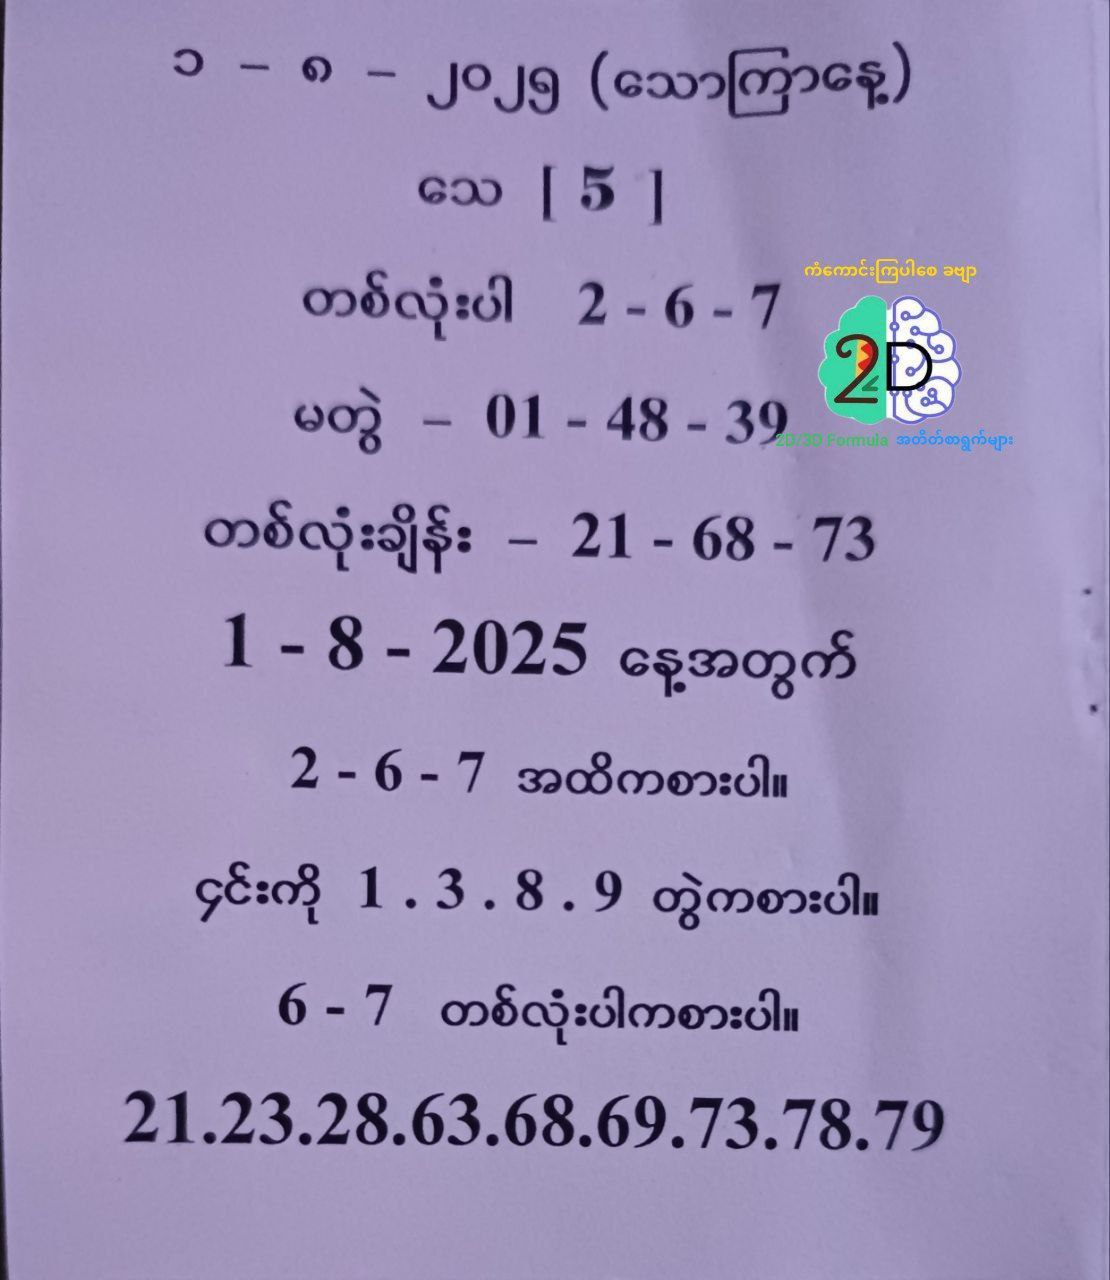 ၁ – ၈ – ၂၀၂၅ (သောကြာနေ့)
သေ [ 5 ]
တစ်လုံးပါ 2 - 6 - 7
ကံကောင်းကြပါစေ ခဗျာ
2D
မတွဲ – 01 - 48 - 39
2D/3D Formula အတိတ်စာရွက်များ
တစ်လုံးချိန်း – 21 - 68 - 73
1 - 8 - 2025 နေ့အတွက်
2 - 6 - 7 အထိကစားပါ။
၄င်းကို 1 . 3 . 8 . 9 တွဲကစားပါ။
6 - 7 တစ်လုံးပါကစားပါ။
21.23.28.63.68.69.73.78.79